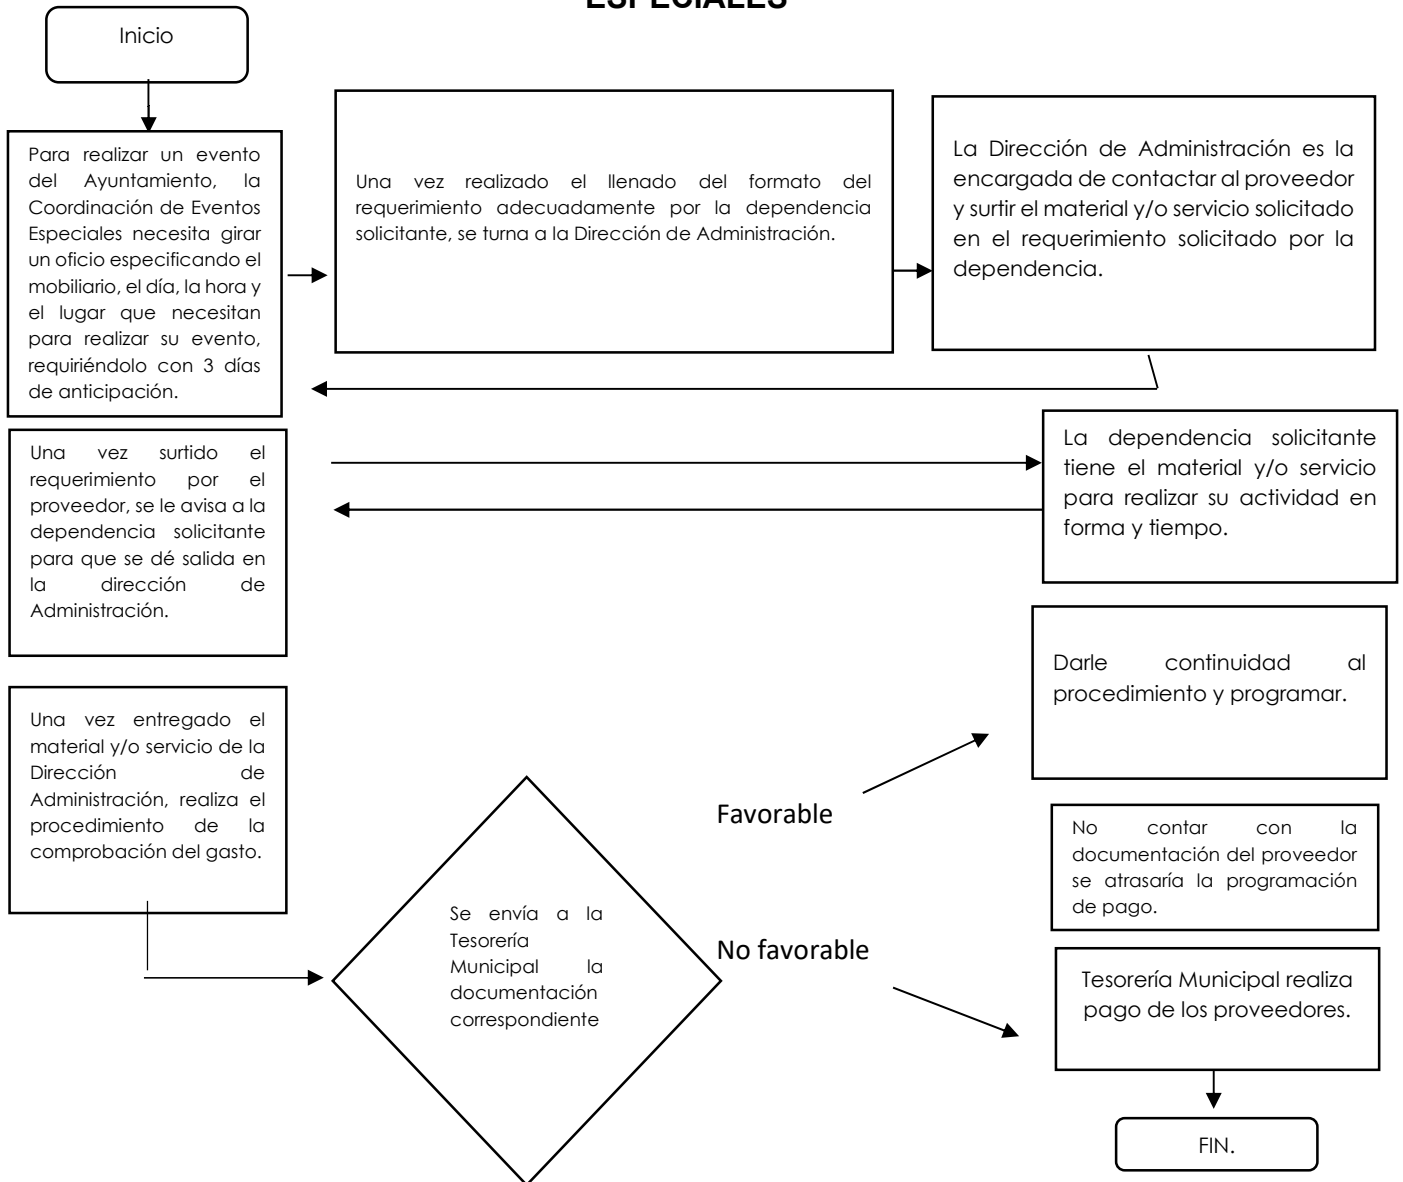 ESPECIALES
Inicio
Para realizar un evento
del Ayuntamiento, la
Coordinación de Eventos
Especiales necesita girar
un oficio especificando el
mobiliario, el día, la hora y
el lugar que necesitan
para realizar su evento,
requiriéndolo con 3 días
de anticipación.
Una vez realizado el llenado del formato del
requerimiento adecuadamente por la dependencia
solicitante, se turna a la Dirección de Administración.
La Dirección de Administración es la
encargada de contactar al proveedor
y surtir el material y/o servicio solicitado
en el requerimiento solicitado por la
dependencia.
Una vez surtido el
requerimiento por el
proveedor, se le avisa a la
dependencia solicitante
para que se dé salida en
la dirección de
Administración.
La dependencia solicitante
tiene el material y/o servicio
para realizar su actividad en
forma y tiempo.
Una vez entregado el
material y/o servicio de la
Dirección de
Administración, realiza el
procedimiento de la
comprobación del gasto.
Se envía a la
Tesorería
Municipal la
documentación
correspondiente
Favorable
Darle continuidad al
procedimiento y programar.
No favorable
No contar con la
documentación del proveedor
se atrasaría la programación
de pago.
Tesorería Municipal realiza
pago de los proveedores.
FIN.